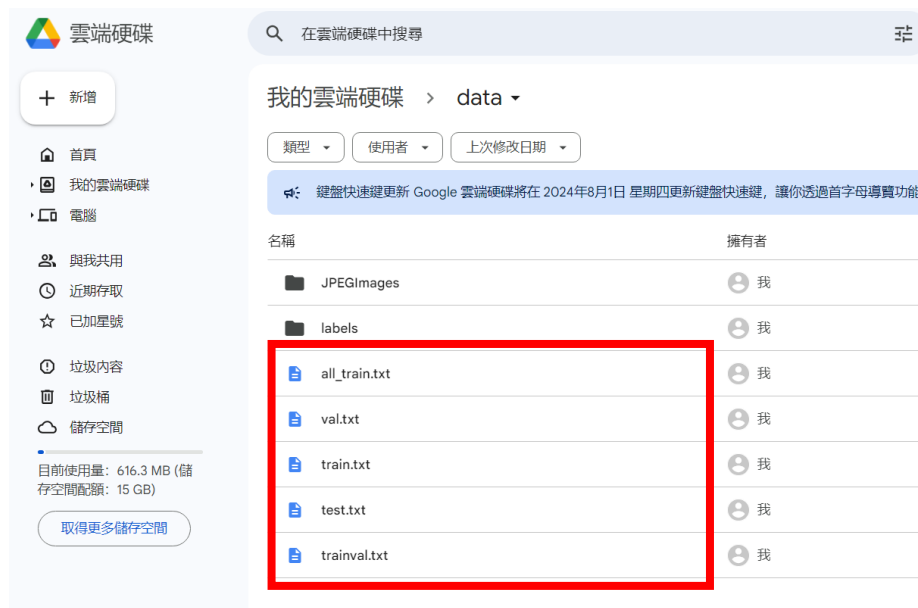 雲端硬碟
在雲端硬碟中搜尋
新增
我的雲端硬碟 > data
類型
使用者
上次修改日期
首頁
我的雲端硬碟
電腦
鍵盤快速鍵更新 Google 雲端硬碟將在 2024年8月1日 星期四更新鍵盤快速鍵，讓你透過首字母導覽功能
名稱
擁有者
與我共用
近期存取
已加星號
JPEGImages
我
labels
我
垃圾內容
垃圾桶
儲存空間
all_train.txt
我
val.txt
我
目前使用量：616.3 MB (儲
存空間配額：15 GB)
train.txt
我
取得更多儲存空間
test.txt
我
trainval.txt
我